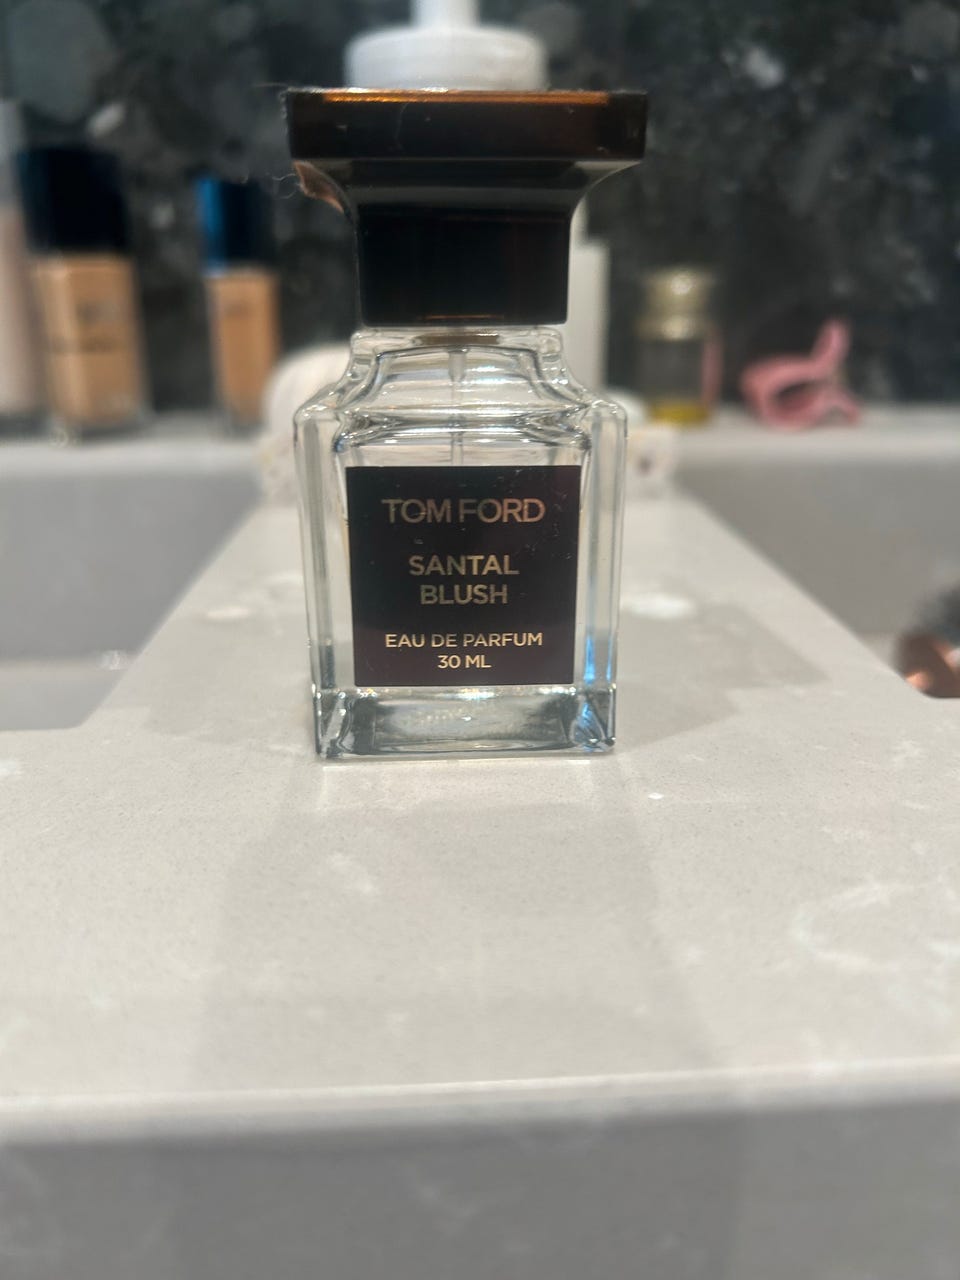 TOM FORD
SANTAL
BLUSH
EAU DE PARFUM
30 ML